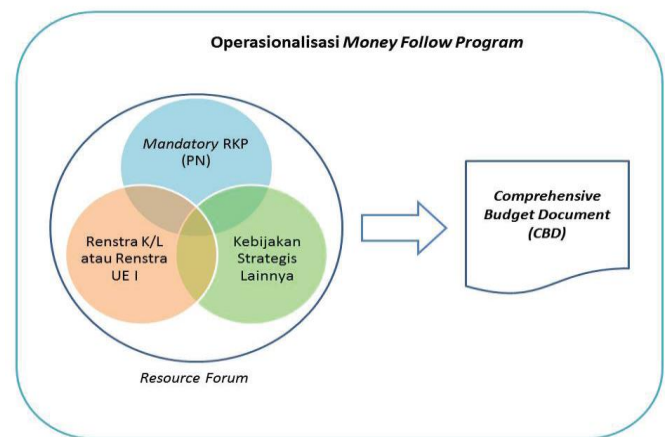 Operasionalisasi Money Follow Program
Mandatory RKP
(PN)
Renstra K/L
atau Renstra
UE I
Kebijakan
Strategis
Lainnya
Resource Forum
Comprehensive
Budget Document
(CBD)